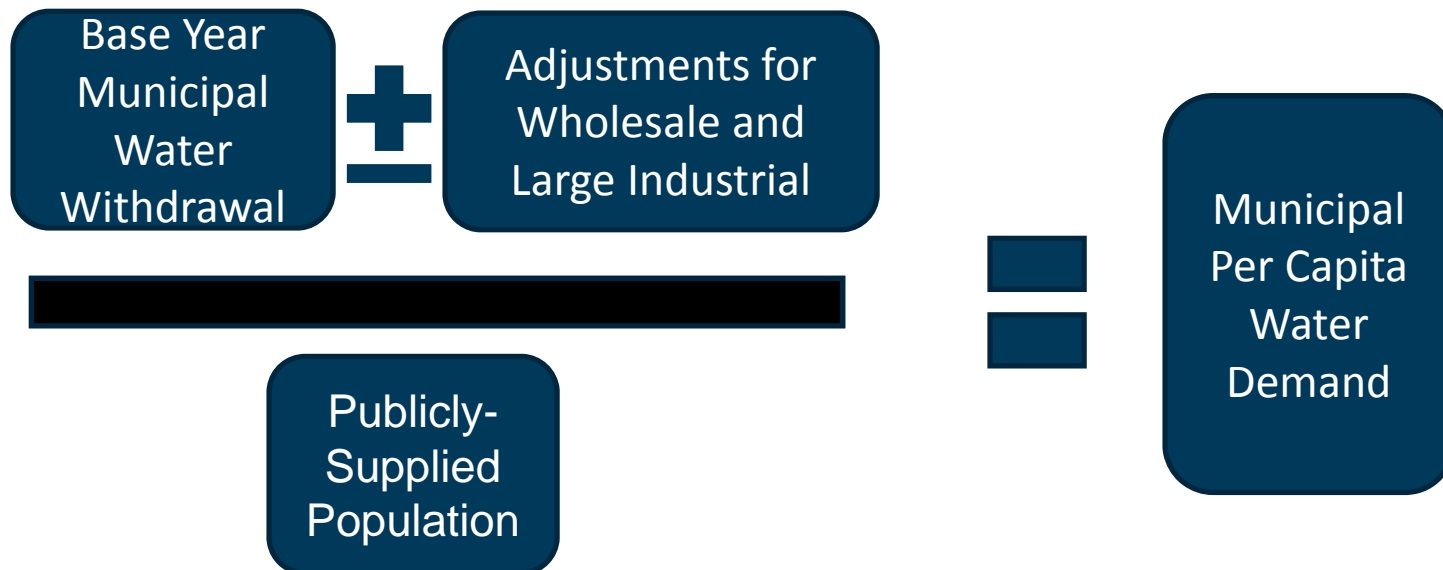 Base Year
Municipal
Water
Withdrawal
±
Adjustments for
Wholesale and
Large Industrial
Publicly-
Supplied
Population
=
Municipal
Per Capita
Water
Demand